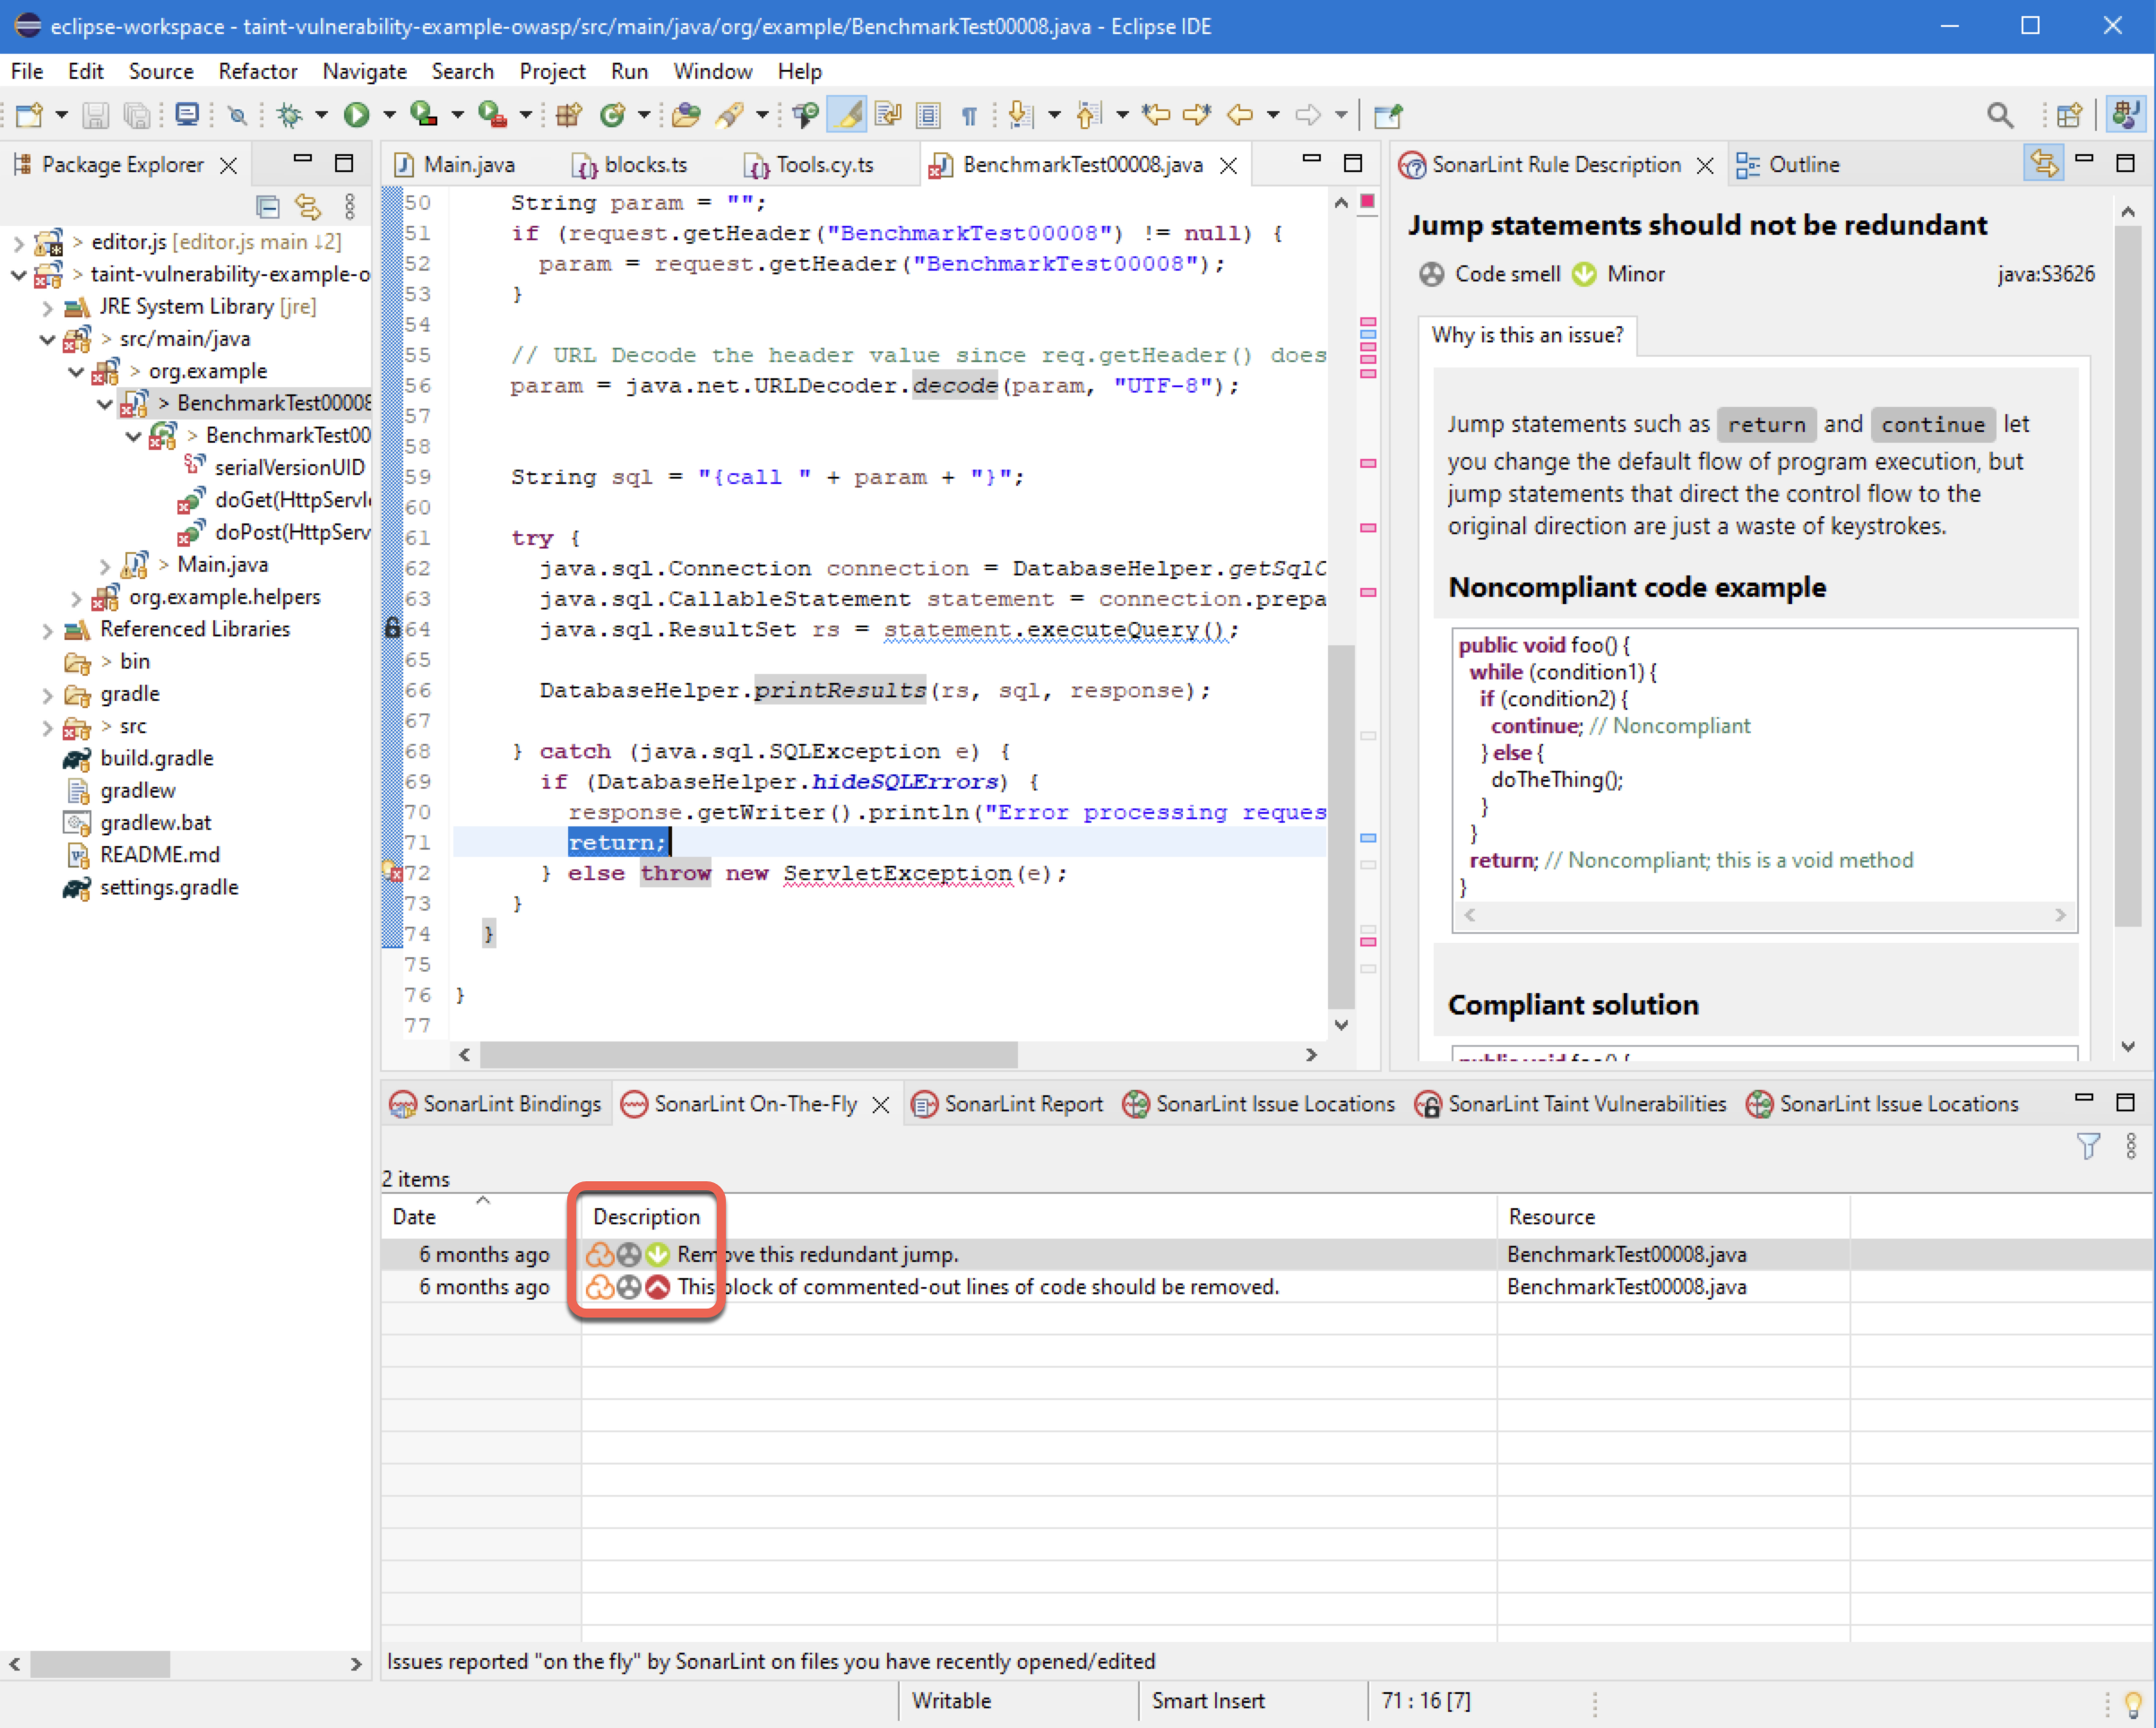 eclipse-workspace - taint-vulnerability-example-owasp/src/main/java/org/example/BenchmarkTest00008.java - Eclipse IDE
File Edit Source Refactor Navigate Search Project Run Window Help
Package Explorer
> editor.js [editor.js main ↓2]
> taint-vulnerability-example-o
JRE System Library [jre]
> src/main/java
> org.example
> BenchmarkTest00008
> BenchmarkTest00
serialVersionUID
doGet(HttpServle
doPost(HttpServ
> Main.java
org.example.helpers
Referenced Libraries
> bin
gradle
> src
build.gradle
gradlew
gradlew.bat
README.md
settings.gradle
Main.java blocks.ts Tools.cy.ts BenchmarkTest00008.java
50 String param = "";
51 if (request.getHeader("BenchmarkTest00008") != null) {
52 param = request.getHeader("BenchmarkTest00008");
53 }
54
55 // URL Decode the header value since req.getHeader() does
56 param = java.net.URLDecoder.decode(param, "UTF-8");
57
58
59 String sql = "{call " + param + "}";
60
61 try {
62 java.sql.Connection connection = DatabaseHelper.getSqlC
63 java.sql.CallableStatement statement = connection.prepa
64 java.sql.ResultSet rs = statement.executeQuery();
65
66 DatabaseHelper.printResults(rs, sql, response);
67
68 } catch (java.sql.SQLException e) {
69 if (DatabaseHelper.hideSQLErrors) {
70 response.getWriter().println("Error processing reques
71 return;
72 } else throw new ServletException(e);
73 }
74 }
75
76 }
77
SonarLint Rule Description Outline
Jump statements should not be redundant
Code smell Minor java:S3626
Why is this an issue?
Jump statements such as return and continue let
you change the default flow of program execution, but
jump statements that direct the control flow to the
original direction are just a waste of keystrokes.
Noncompliant code example
public void foo() {
while (condition1) {
if (condition2) {
continue; // Noncompliant
} else {
doTheThing();
}
}
return; // Noncompliant; this is a void method
}
Compliant solution
public void foo() {
SonarLint Bindings SonarLint On-The-Fly SonarLint Report SonarLint Issue Locations SonarLint Taint Vulnerabilities SonarLint Issue Locations
2 items
Date Description Resource
6 months ago Remove this redundant jump. BenchmarkTest00008.java
6 months ago This block of commented-out lines of code should be removed. BenchmarkTest00008.java
Issues reported "on the fly" by SonarLint on files you have recently opened/edited
Writable Smart Insert 71 : 16 [7]